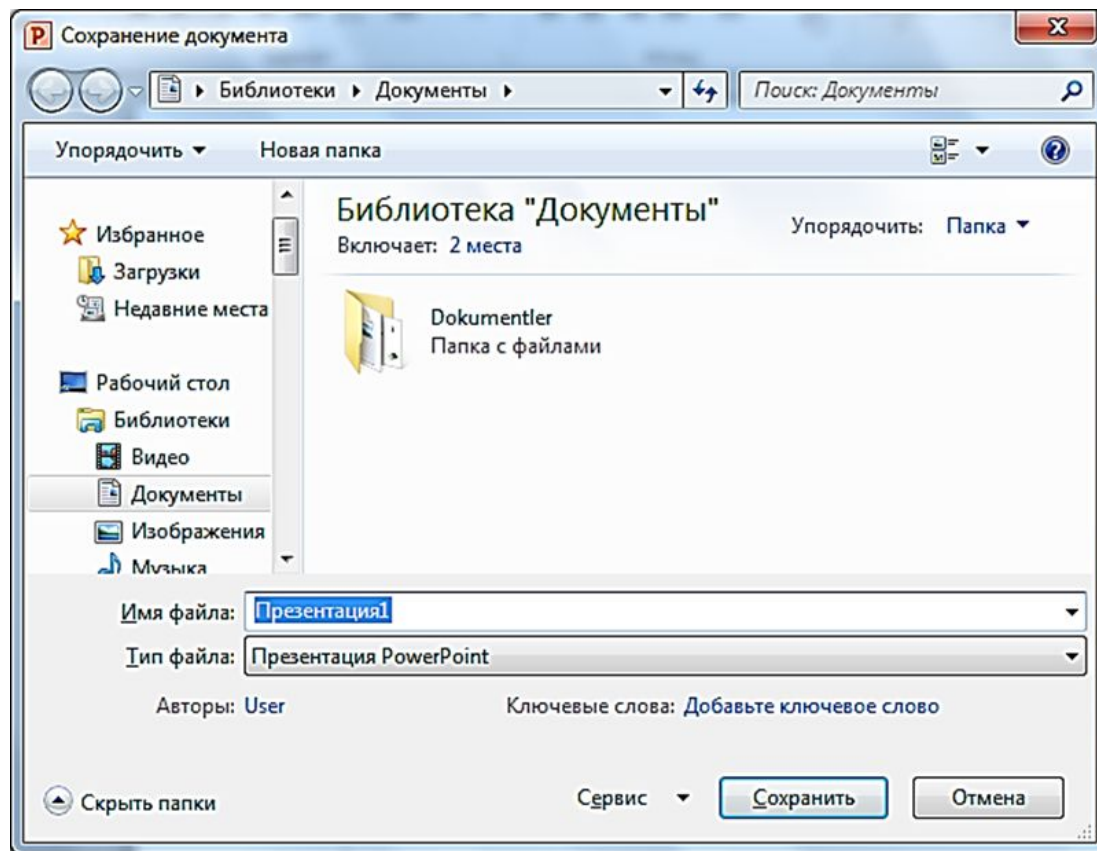 Сохранение документа
Библиотеки Документы
Поиск: Документы
Упорядочить Новая папка
Избранное
Загрузки
Недавние места
Рабочий стол
Библиотеки
Видео
Документы
Изображения
Музыка
Библиотека "Документы"
Включает: 2 места
Упорядочить: Папка
Dokumentler
Папка с файлами
Имя файла: Презентация1
Тип файла: Презентация PowerPoint
Авторы: User
Ключевые слова: Добавьте ключевое слово
Скрыть папки
Сервис
Сохранить
Отмена